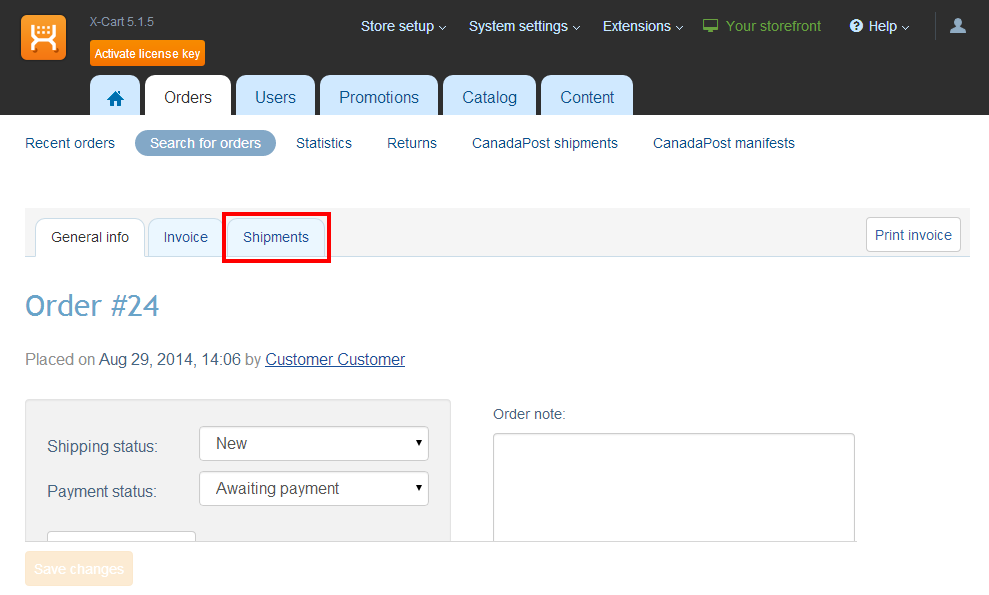 X-Cart 5.1.5
Activate license key
Store setup System settings Extensions Your storefront ? Help
Orders Users Promotions Catalog Content
Recent orders Search for orders Statistics Returns CanadaPost shipments CanadaPost manifests
General info Invoice Shipments Print invoice
Order #24
Placed on Aug 29, 2014, 14:06 by Customer Customer
Order note:
Shipping status: New
Payment status: Awaiting payment
Save changes